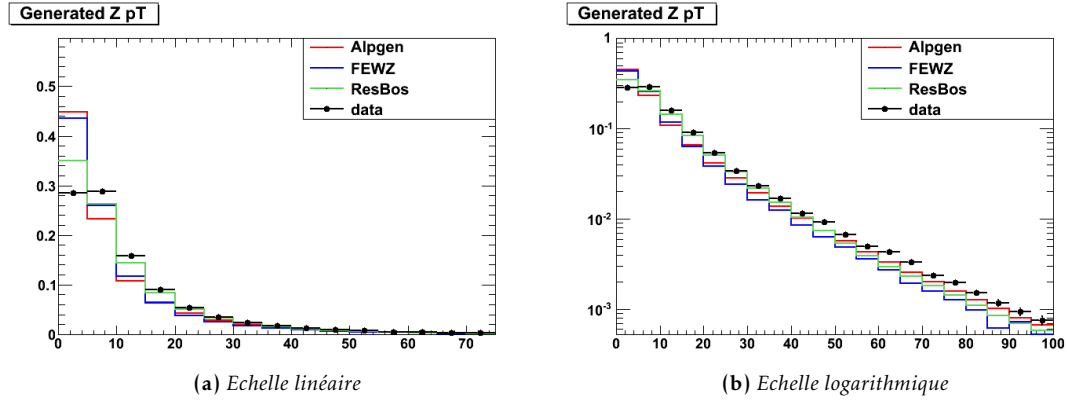 Generated Z pT
Alpgen
FEWZ
ResBos
data
0.5
0.4
0.3
0.2
0.1
0
0 10 20 30 40 50 60 70
(a) Echelle linéaire
Generated Z pT
Alpgen
FEWZ
ResBos
data
1
10-1
10-2
10-3
0 10 20 30 40 50 60 70 80 90 100
(b) Echelle logarithmique